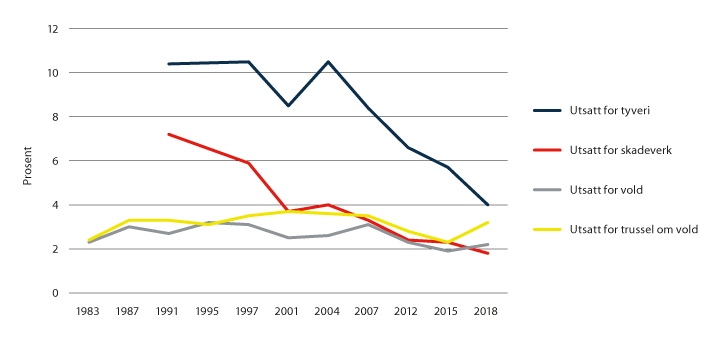 12
10
8
6
4
2
0
Prosent
1983 1987 1991 1995 1997 2001 2004 2007 2012 2015 2018
Utsatt for tyveri
Utsatt for skadeverk
Utsatt for vold
Utsatt for trussel om vold